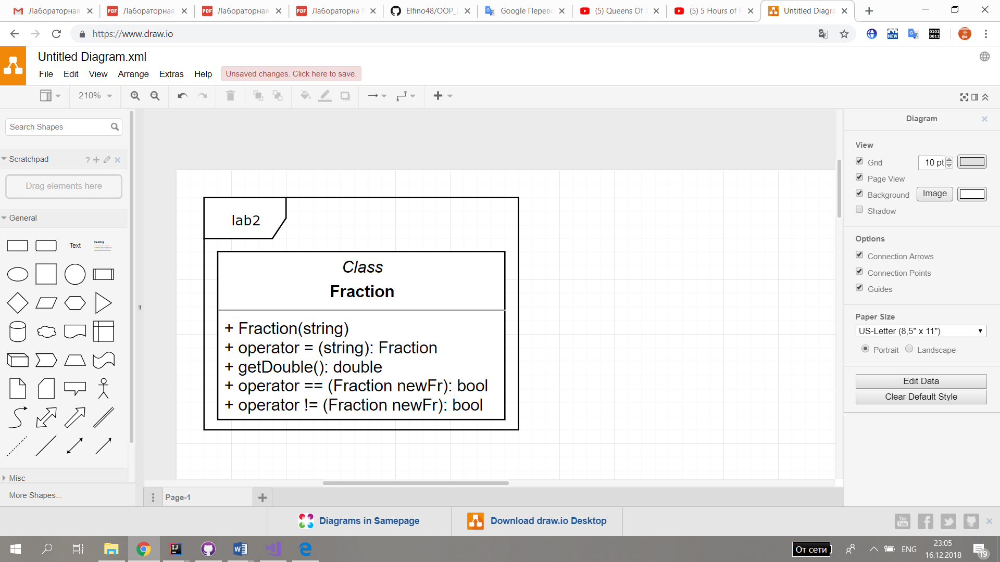 Лабораторная
Лабораторная
Лабораторная
Лабораторна
Elfino48/OOP_
Google Перев
(5) Queens Of
(5) 5 Hours of
Untitled Diagra
https://www.draw.io
NEW
0101
0011
Untitled Diagram.xml
File Edit View Arrange Extras Help
Unsaved changes. Click here to save.
210%
Search Shapes
Scratchpad
?
Drag elements here
General
Text
Heading
Misc
More Shapes...
lab2
Class
Fraction
+ Fraction(string)
+ operator = (string): Fraction
+ getDouble(): double
+ operator == (Fraction newFr): bool
+ operator != (Fraction newFr): bool
Page-1
Diagram
View
Grid
10 pt
Page View
Background
Image
Shadow
Options
Connection Arrows
Connection Points
Guides
Paper Size
US-Letter (8,5" x 11")
Portrait Landscape
Edit Data
Clear Default Style
Diagrams in Samepage
Download draw.io Desktop
You
Tube
От сети
ENG
23:05
16.12.2018
19